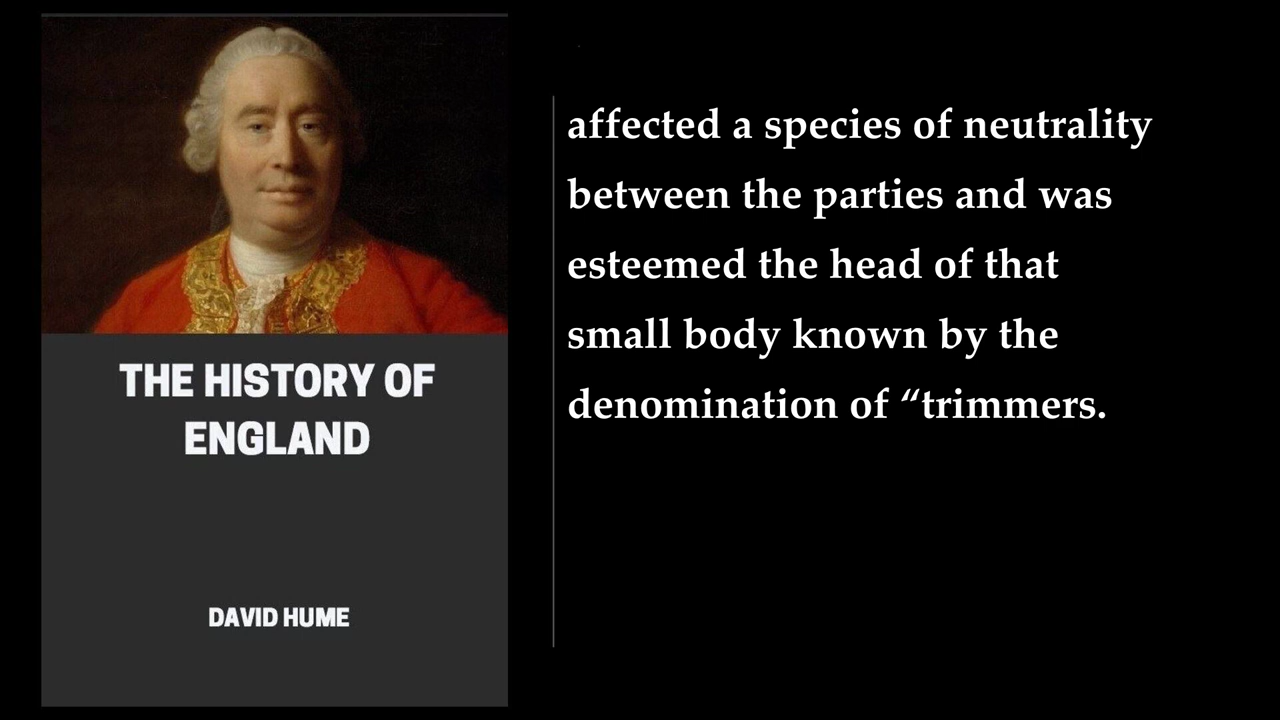 THE HISTORY OF
ENGLAND
DAVID HUME
affected a species of neutrality
between the parties and was
esteemed the head of that
small body known by the
denomination of “trimmers.